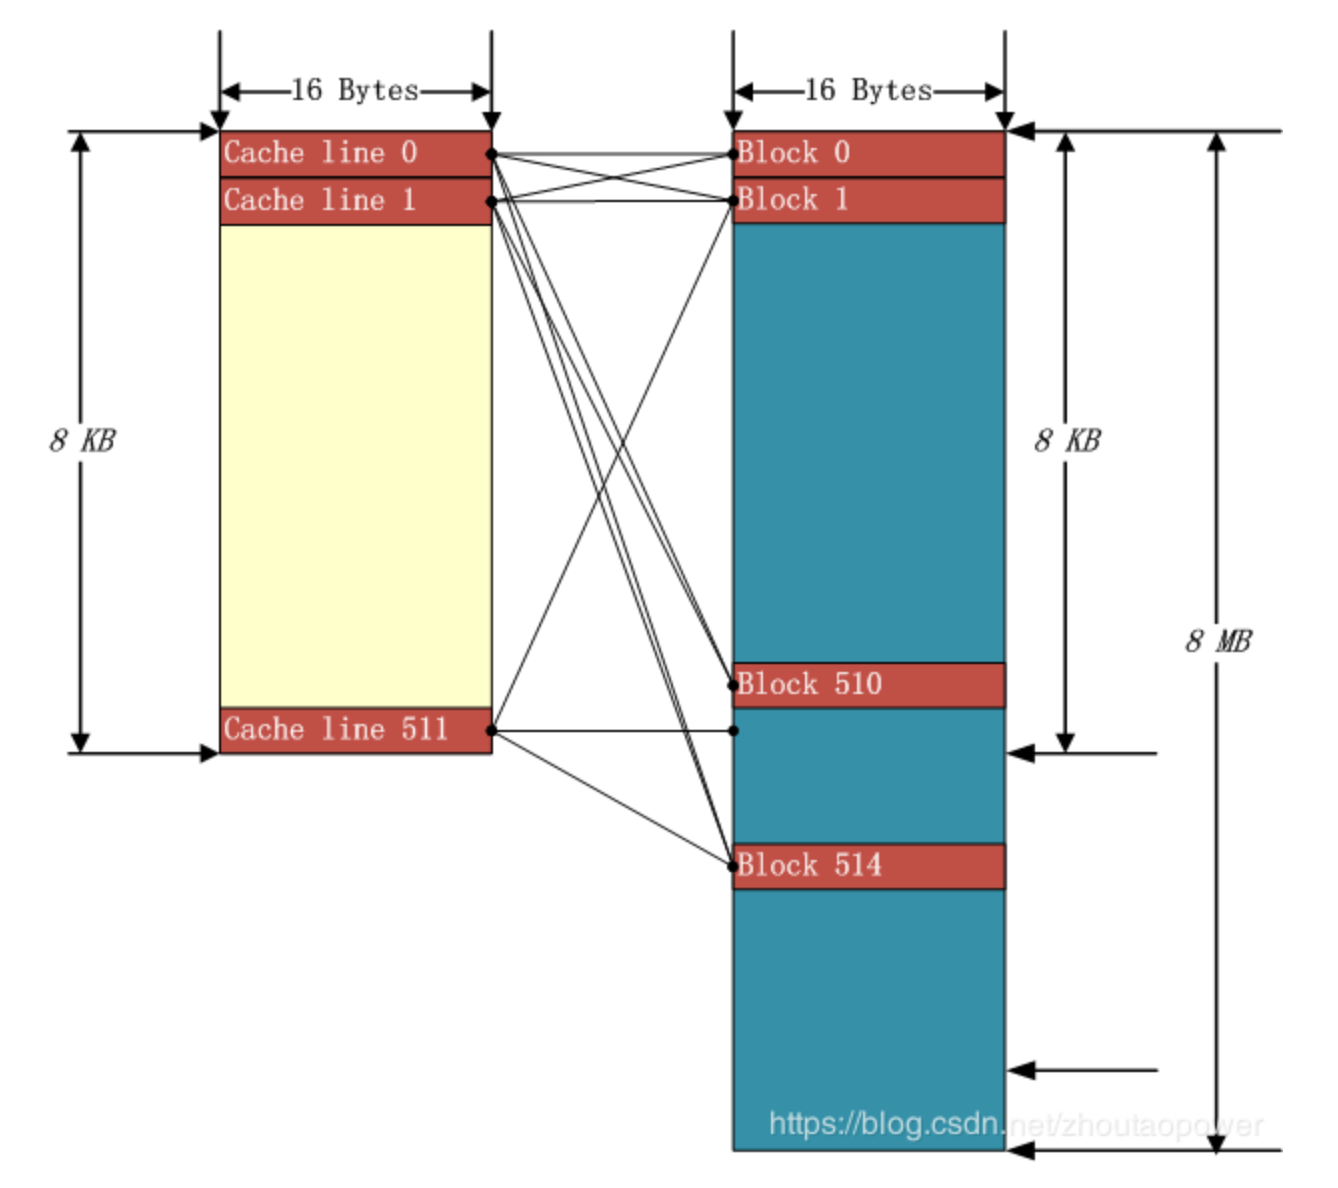 16 Bytes
16 Bytes
Cache line 0
Block 0
Cache line 1
Block 1
8 KB
8 KB
8 MB
Block 510
Cache line 511
Block 514
https://blog.csdn.net/zhoutaopower